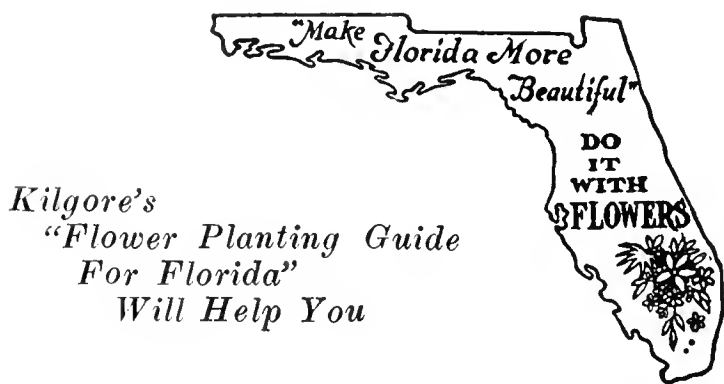 "Make
Florida More
Beautiful"
DO
IT
WITH
FLOWERS
Kilgore's
"Flower Planting Guide
For Florida"
Will Help You